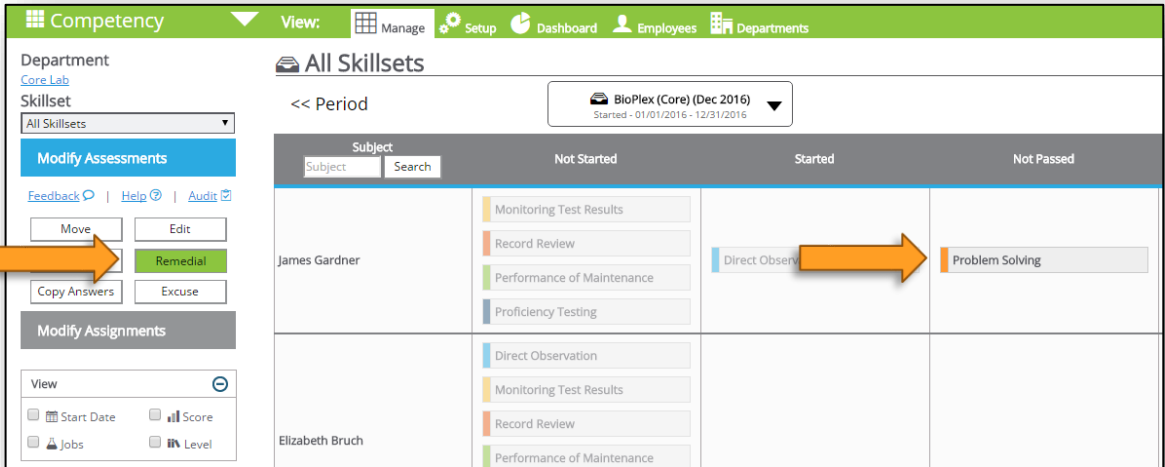 Competency
View:
Manage
Setup
Dashboard
Employees
Departments
Department
Core Lab
Skillset
All Skillsets
Modify Assessments
Feedback | Help | Audit
Move
Edit
Remedial
Copy Answers
Excuse
Modify Assignments
View
Start Date
Score
Jobs
Level
All Skillsets
<< Period
BioPlex (Core) (Dec 2016)
Started - 01/01/2016 - 12/31/2016
Subject
Subject
Search
Not Started
Started
Not Passed
James Gardner
Monitoring Test Results
Record Review
Performance of Maintenance
Proficiency Testing
Direct Observ
Problem Solving
Elizabeth Bruch
Direct Observation
Monitoring Test Results
Record Review
Performance of Maintenance